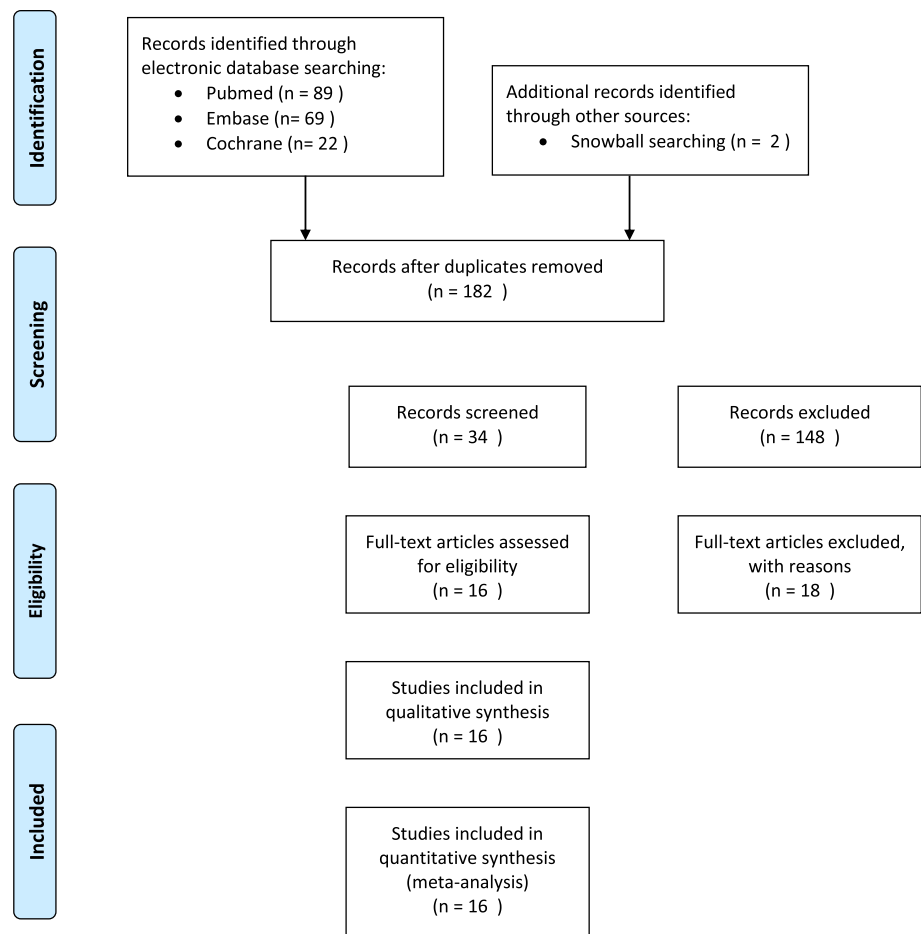 Identification
Records identified through
electronic database searching:
• Pubmed (n = 89 )
• Embase (n= 69 )
• Cochrane (n= 22 )
Additional records identified
through other sources:
• Snowball searching (n = 2 )
Screening
Records after duplicates removed
(n = 182 )
Records screened
(n = 34 )
Records excluded
(n = 148 )
Eligibility
Full-text articles assessed
for eligibility
(n = 16 )
Full-text articles excluded,
with reasons
(n = 18 )
Studies included in
qualitative synthesis
(n = 16 )
Included
Studies included in
quantitative synthesis
(meta-analysis)
(n = 16 )